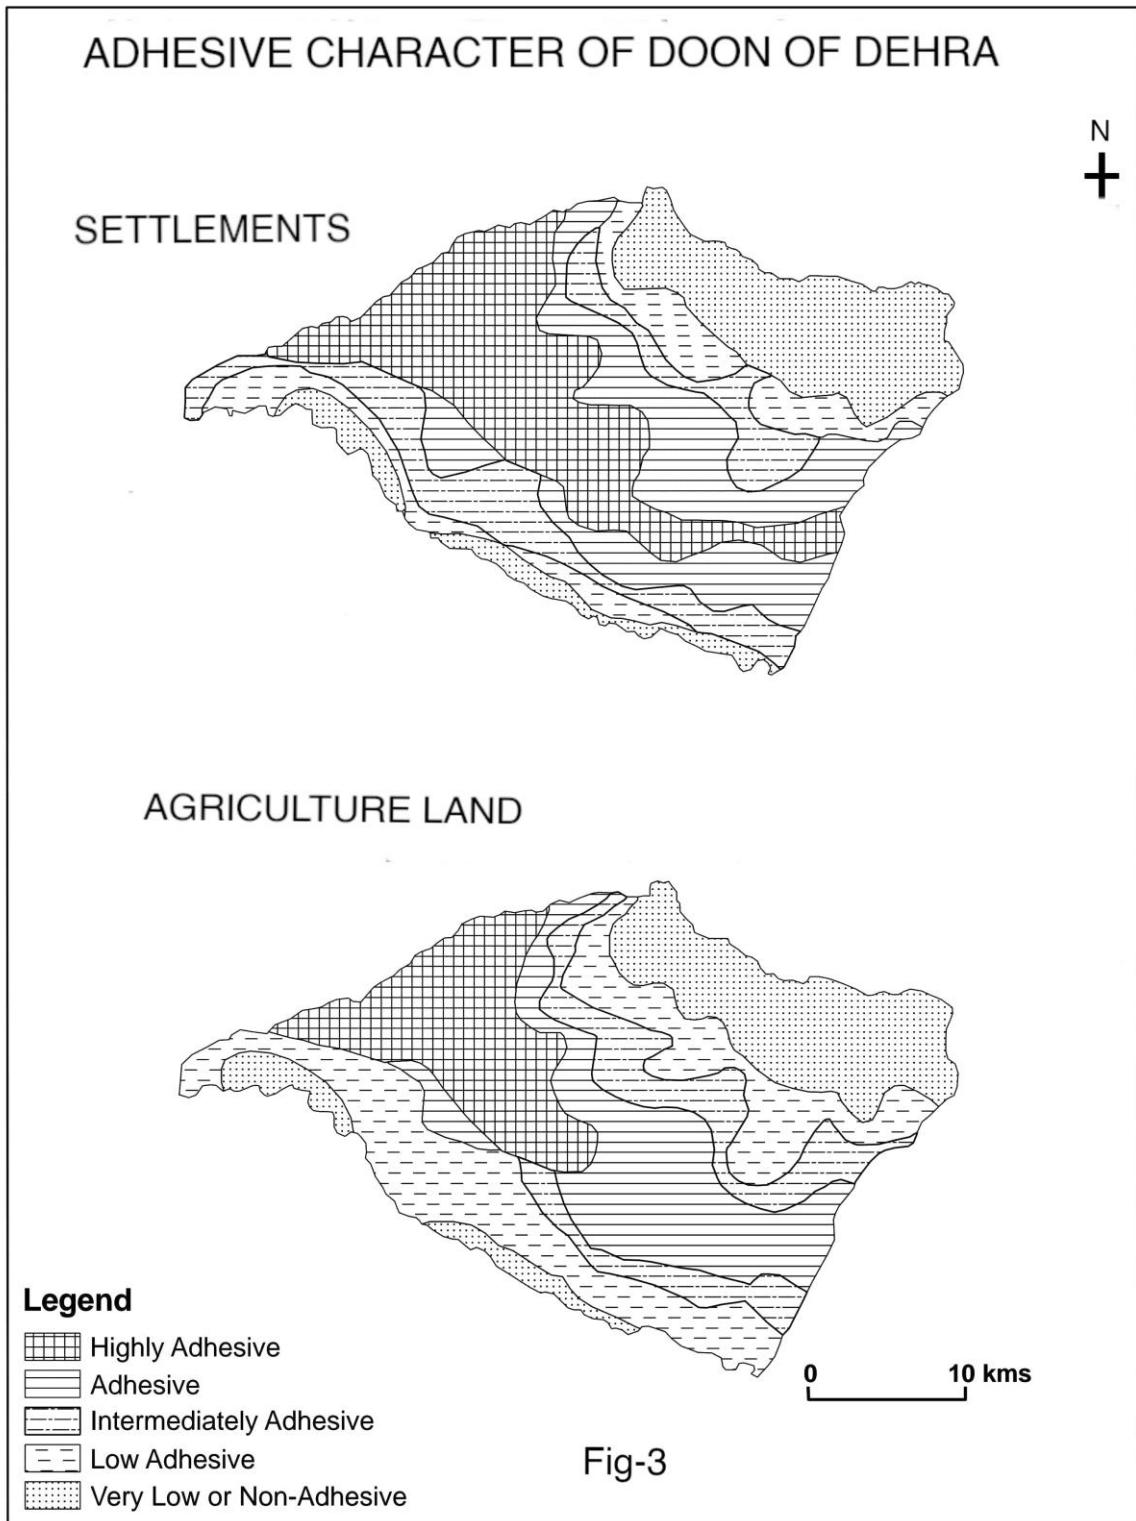 ADHESIVE CHARACTER OF DOON OF DEHRA
N
SETTLEMENTS
AGRICULTURE LAND
Legend
Highly Adhesive
Adhesive
Intermediately Adhesive
Low Adhesive
Very Low or Non-Adhesive
0 10 kms
Fig-3